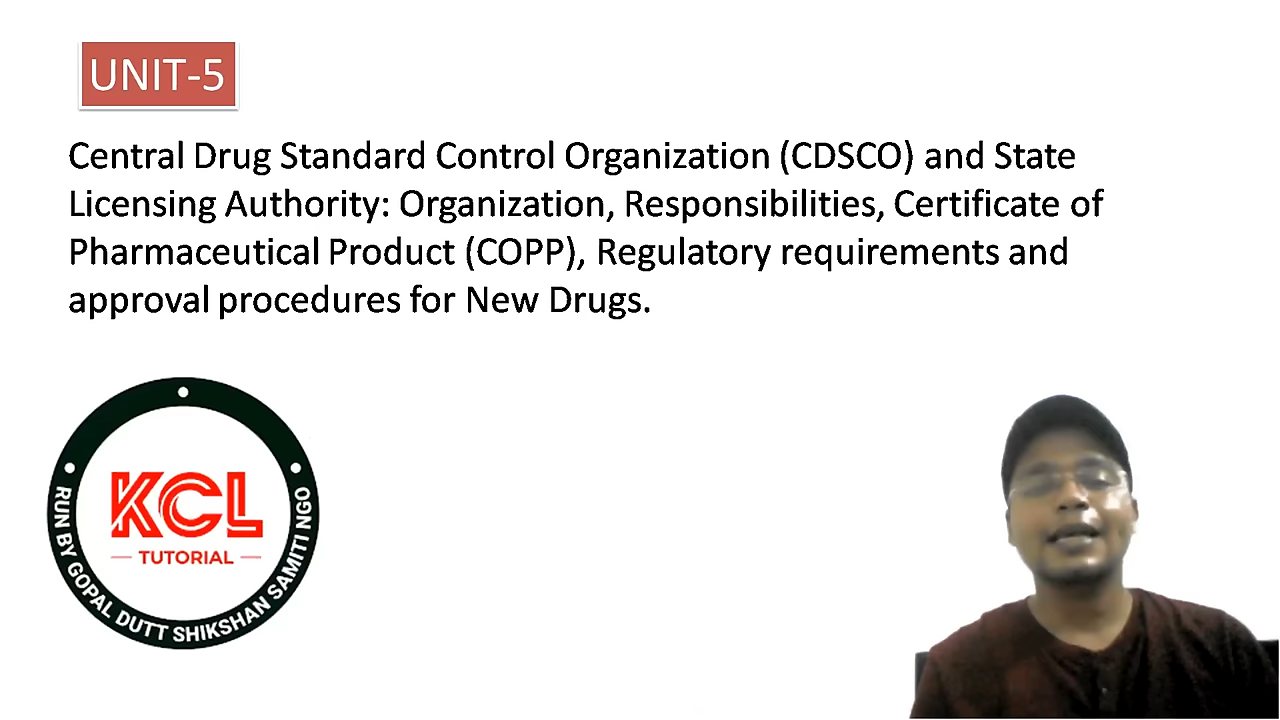 UNIT-5
Central Drug Standard Control Organization (CDSCO) and State
Licensing Authority: Organization, Responsibilities, Certificate of
Pharmaceutical Product (COPP), Regulatory requirements and
approval procedures for New Drugs.
KCL
TUTORIAL
RUN BY GOPAL DUTT SHIKSHAN SAMITI NGO